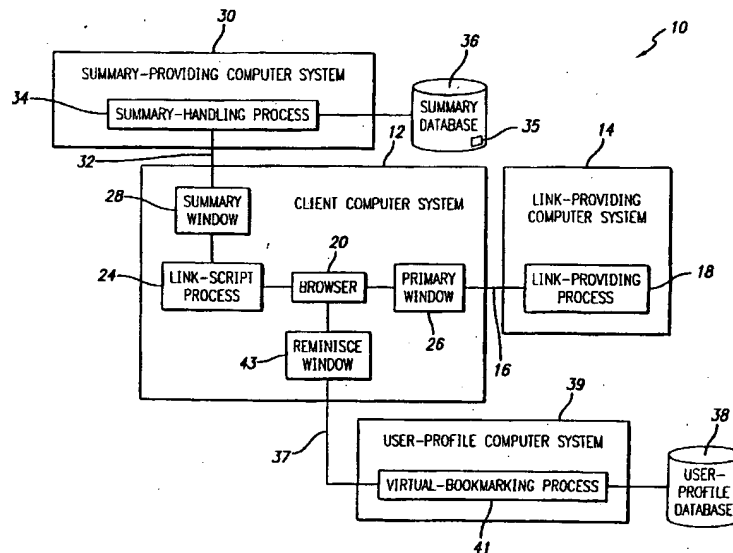 30
36
10
SUMMARY-PROVIDING COMPUTER SYSTEM
34
SUMMARY-HANDLING PROCESS
SUMMARY
DATABASE
35
32
12
14
28
SUMMARY
WINDOW
CLIENT COMPUTER SYSTEM
LINK-PROVIDING
COMPUTER SYSTEM
20
24
LINK-SCRIPT
PROCESS
BROWSER
PRIMARY
WINDOW
LINK-PROVIDING
PROCESS
18
43
REMINISCE
WINDOW
26
16
39
38
37
USER-PROFILE COMPUTER SYSTEM
VIRTUAL-BOOKMARKING PROCESS
USER-
PROFILE
DATABASE
41